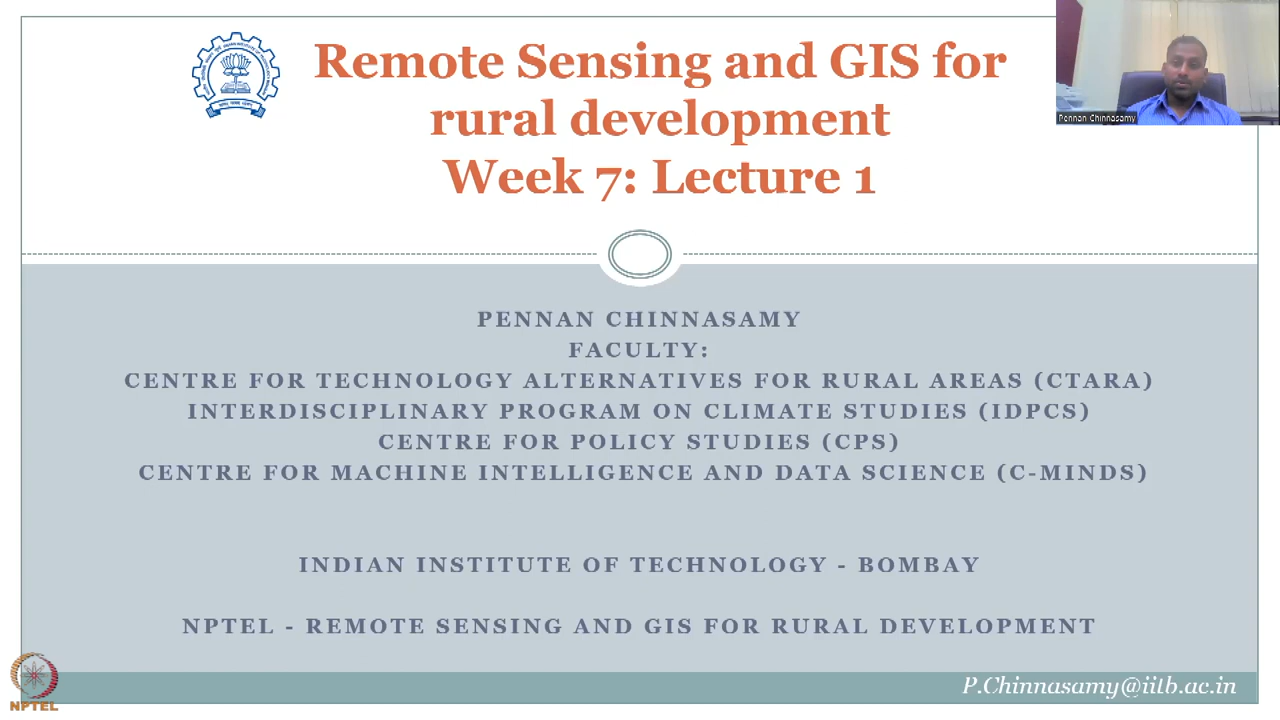 Remote Sensing and GIS for
rural development
Week 7: Lecture 1
Pennan Chinnasamy
PENNAN CHINNASAMY
FACULTY:
CENTRE FOR TECHNOLOGY ALTERNATIVES FOR RURAL AREAS (CTARA)
INTERDISCIPLINARY PROGRAM ON CLIMATE STUDIES (IDPCS)
CENTRE FOR POLICY STUDIES (CPS)
CENTRE FOR MACHINE INTELLIGENCE AND DATA SCIENCE (C-MINDS)
INDIAN INSTITUTE OF TECHNOLOGY - BOMBAY
NPTEL - REMOTE SENSING AND GIS FOR RURAL DEVELOPMENT
P.Chinnasamy@iitb.ac.in
NPTEL